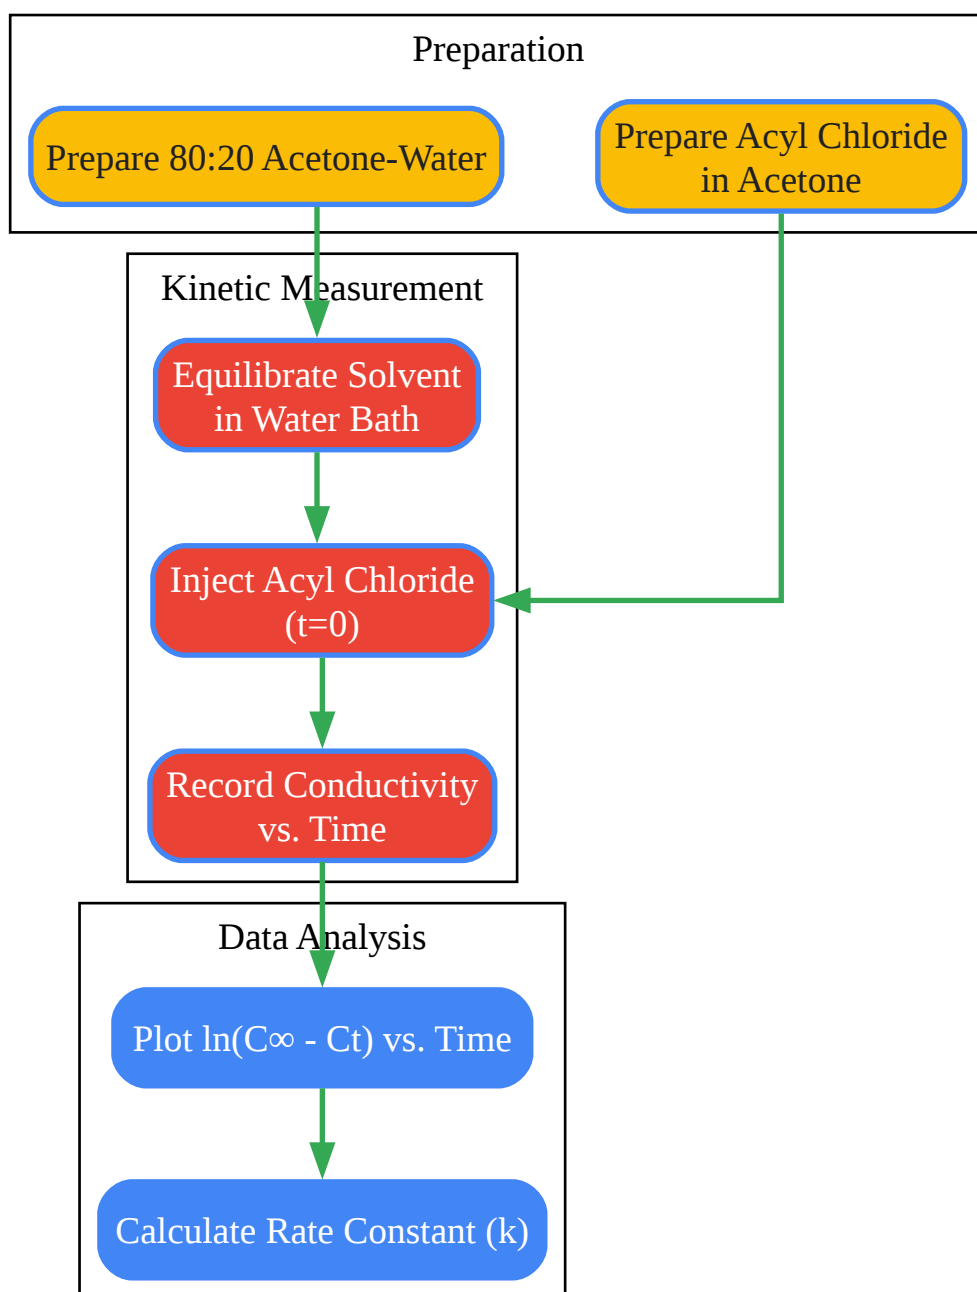 Preparation
Prepare 80:20 Acetone-Water
Prepare Acyl Chloride
in Acetone
Kinetic Measurement
Equilibrate Solvent
in Water Bath
Inject Acyl Chloride
(t=0)
Record Conductivity
vs. Time
Data Analysis
Plot ln(C∞ - Ct) vs. Time
Calculate Rate Constant (k)